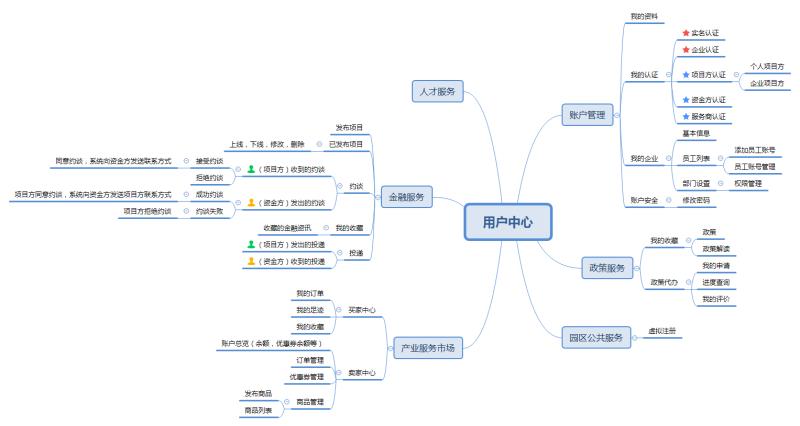 用户中心
人才服务
金融服务
发布项目
已发布项目
上线，下线，修改，删除
约谈
（项目方）收到的约谈
接受约谈
同意约谈，系统向资金方发送联系方式
拒绝约谈
（资金方）发出的约谈
成功约谈
项目方同意约谈，系统向资金方发送项目方联系方式
约谈失败
项目方拒绝约谈
我的收藏
收藏的金融资讯
投递
（项目方）发出的投递
（资金方）收到的投递
产业服务市场
买家中心
我的订单
我的足迹
我的收藏
卖家中心
账户总览（余额，优惠券余额等）
订单管理
优惠券管理
商品管理
发布商品
商品列表
账户管理
我的资料
我的认证
实名认证
企业认证
项目方认证
个人项目方
企业项目方
资金方认证
服务商认证
我的企业
基本信息
员工列表
添加员工账号
员工账号管理
部门设置
权限管理
账户安全
修改密码
政策服务
我的收藏
政策
政策解读
政策代办
我的申请
进度查询
我的评价
园区公共服务
虚拟注册